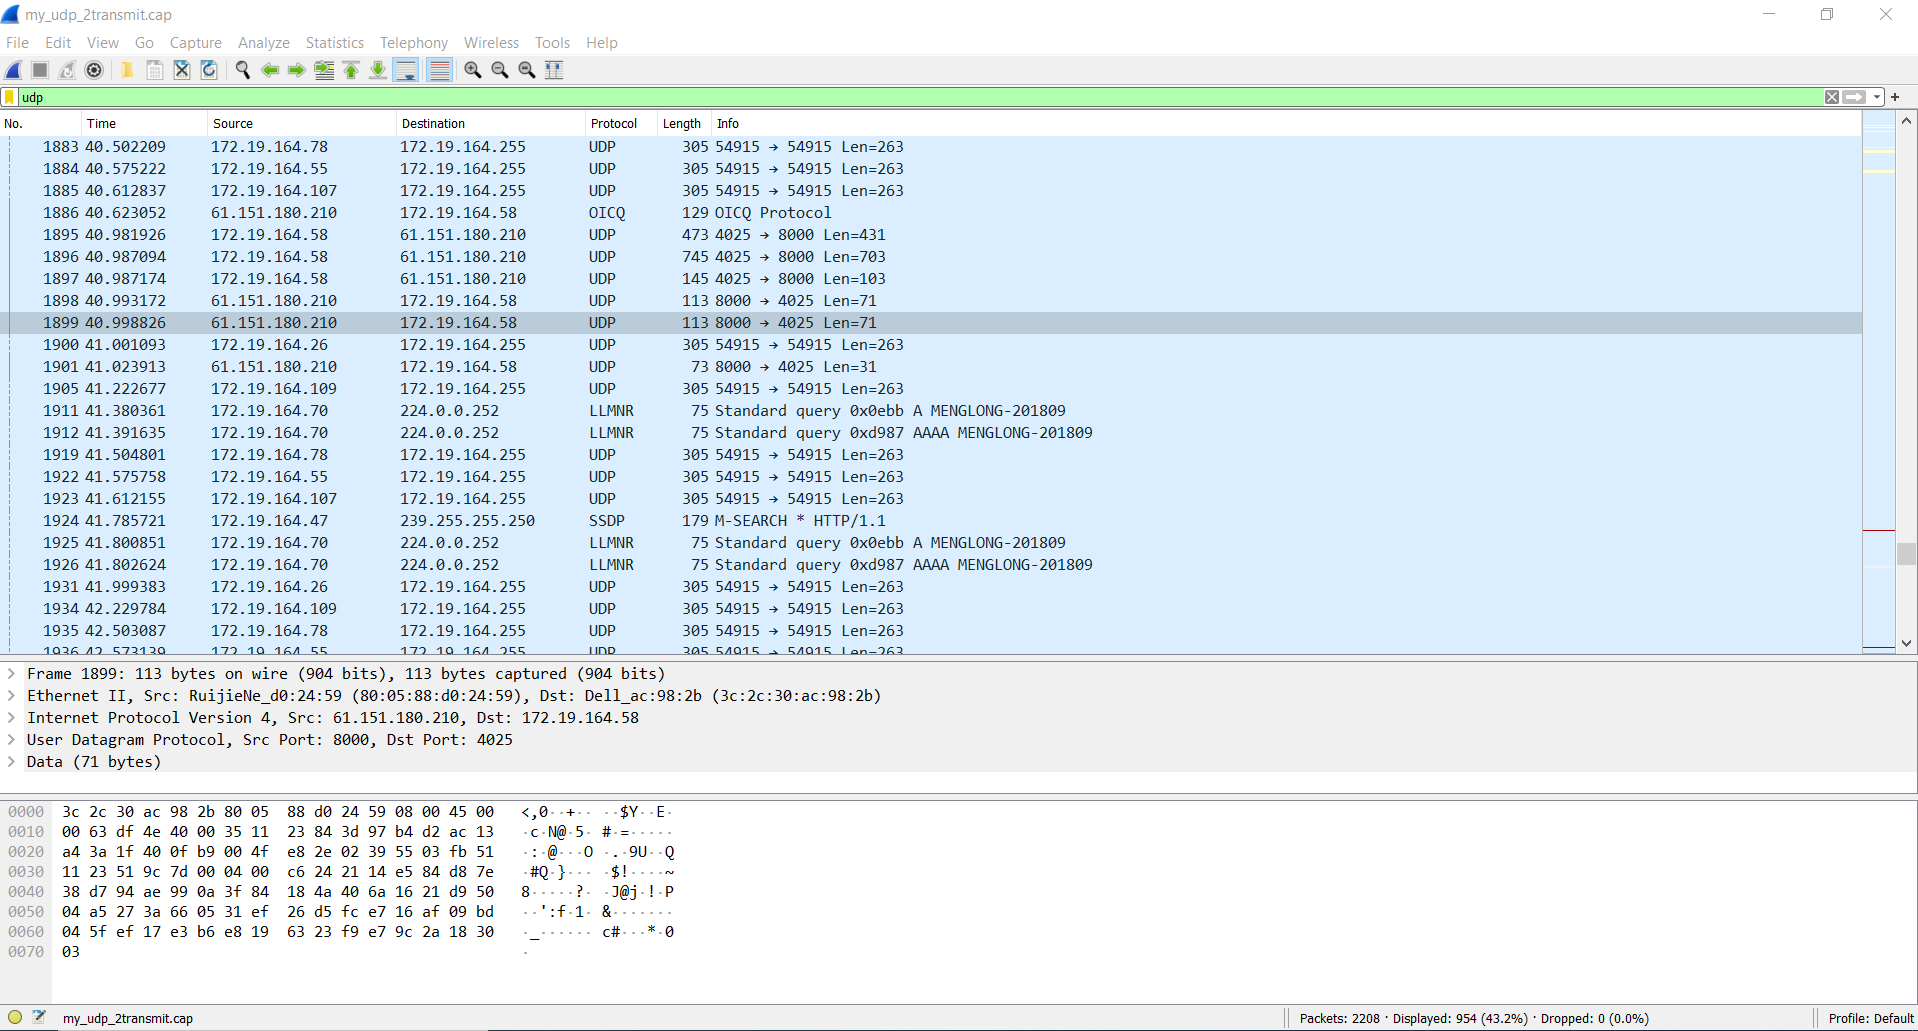 my_udp_2transmit.cap
File Edit View Go Capture Analyze Statistics Telephony Wireless Tools Help
udp
No. Time Source Destination Protocol Length Info
1883 40.502209 172.19.164.78 172.19.164.255 UDP 305 54915 → 54915 Len=263
1884 40.575222 172.19.164.55 172.19.164.255 UDP 305 54915 → 54915 Len=263
1885 40.612837 172.19.164.107 172.19.164.255 UDP 305 54915 → 54915 Len=263
1886 40.623052 61.151.180.210 172.19.164.58 OICQ 129 OICQ Protocol
1895 40.981926 172.19.164.58 61.151.180.210 UDP 473 4025 → 8000 Len=431
1896 40.987094 172.19.164.58 61.151.180.210 UDP 745 4025 → 8000 Len=703
1897 40.987174 172.19.164.58 61.151.180.210 UDP 145 4025 → 8000 Len=103
1898 40.993172 61.151.180.210 172.19.164.58 UDP 113 8000 → 4025 Len=71
1899 40.998826 61.151.180.210 172.19.164.58 UDP 113 8000 → 4025 Len=71
1900 41.001093 172.19.164.26 172.19.164.255 UDP 305 54915 → 54915 Len=263
1901 41.023913 61.151.180.210 172.19.164.58 UDP 73 8000 → 4025 Len=31
1905 41.222677 172.19.164.109 172.19.164.255 UDP 305 54915 → 54915 Len=263
1911 41.380361 172.19.164.70 224.0.0.252 LLMNR 75 Standard query 0x0ebb A MENGLONG-201809
1912 41.391635 172.19.164.70 224.0.0.252 LLMNR 75 Standard query 0xd987 AAAA MENGLONG-201809
1919 41.504801 172.19.164.78 172.19.164.255 UDP 305 54915 → 54915 Len=263
1922 41.575758 172.19.164.55 172.19.164.255 UDP 305 54915 → 54915 Len=263
1923 41.612155 172.19.164.107 172.19.164.255 UDP 305 54915 → 54915 Len=263
1924 41.785721 172.19.164.47 239.255.255.250 SSDP 179 M-SEARCH * HTTP/1.1
1925 41.800851 172.19.164.70 224.0.0.252 LLMNR 75 Standard query 0x0ebb A MENGLONG-201809
1926 41.802624 172.19.164.70 224.0.0.252 LLMNR 75 Standard query 0xd987 AAAA MENGLONG-201809
1931 41.999383 172.19.164.26 172.19.164.255 UDP 305 54915 → 54915 Len=263
1934 42.229784 172.19.164.109 172.19.164.255 UDP 305 54915 → 54915 Len=263
1935 42.503087 172.19.164.78 172.19.164.255 UDP 305 54915 → 54915 Len=263
1936 42.573139 172.19.164.55 172.19.164.255 UDP 305 54915 → 54915 Len=263
Frame 1899: 113 bytes on wire (904 bits), 113 bytes captured (904 bits)
Ethernet II, Src: RuijieNe_d0:24:59 (80:05:88:d0:24:59), Dst: Dell_ac:98:2b (3c:2c:30:ac:98:2b)
Internet Protocol Version 4, Src: 61.151.180.210, Dst: 172.19.164.58
User Datagram Protocol, Src Port: 8000, Dst Port: 4025
Data (71 bytes)
0000 3c 2c 30 ac 98 2b 80 05 88 d0 24 59 08 00 45 00 <,0··+·· ··$Y··E·
0010 00 63 df 4e 40 00 35 11 23 84 3d 97 b4 d2 ac 13 ·c·N@·5· #·=·····
0020 a4 3a 1f 40 0f b9 00 4f e8 2e 02 39 55 03 fb 51 ·:·@···O ·.·9U··Q
0030 11 23 51 9c 7d 00 04 00 c6 24 21 14 e5 84 d8 7e ·#Q·}··· ·$!····~
0040 38 d7 94 ae 99 0a 3f 84 18 4a 40 6a 16 21 d9 50 8·····?· ·J@j·!·P
0050 04 a5 27 3a 66 05 31 ef 26 d5 fc e7 16 af 09 bd ··':f·1· &·······
0060 04 5f ef 17 e3 b6 e8 19 63 23 f9 e7 9c 2a 18 30 ·_······ c#···*·0
0070 03 ·
my_udp_2transmit.cap Packets: 2208 · Displayed: 954 (43.2%) · Dropped: 0 (0.0%) Profile: Default